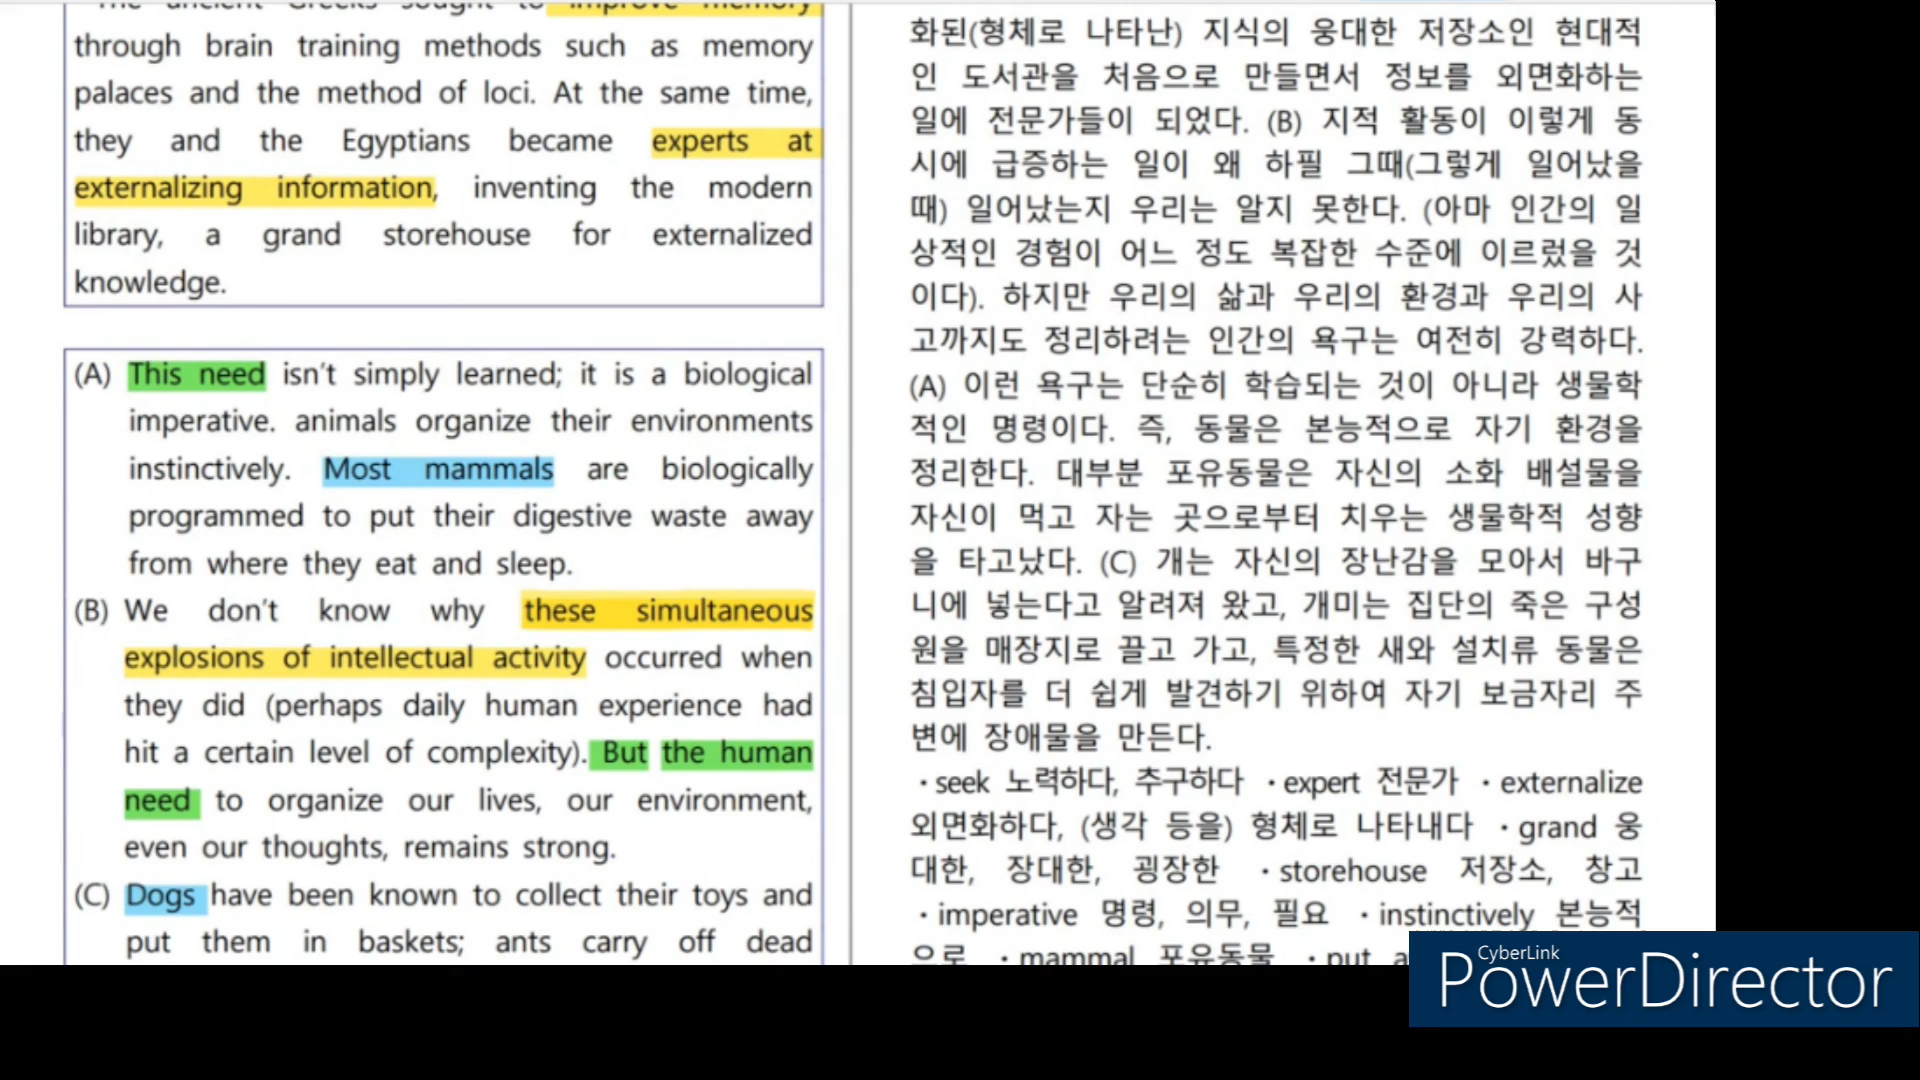 The ancient Greeks sought to improve memory
through brain training methods such as memory
palaces and the method of loci. At the same time,
they and the Egyptians became experts at
externalizing information, inventing the modern
library, a grand storehouse for externalized
knowledge.
(A) This need isn't simply learned; it is a biological
imperative. animals organize their environments
instinctively. Most mammals are biologically
programmed to put their digestive waste away
from where they eat and sleep.
(B) We don't know why these simultaneous
explosions of intellectual activity occurred when
they did (perhaps daily human experience had
hit a certain level of complexity). But the human
need to organize our lives, our environment,
even our thoughts, remains strong.
(C) Dogs have been known to collect their toys and
put them in baskets; ants carry off dead
화된(형체로 나타난) 지식의 웅대한 저장소인 현대적
인 도서관을 처음으로 만들면서 정보를 외면화하는
일에 전문가들이 되었다. (B) 지적 활동이 이렇게 동
시에 급증하는 일이 왜 하필 그때(그렇게 일어났을
때) 일어났는지 우리는 알지 못한다. (아마 인간의 일
상적인 경험이 어느 정도 복잡한 수준에 이르렀을 것
이다). 하지만 우리의 삶과 우리의 환경과 우리의 사
고까지도 정리하려는 인간의 욕구는 여전히 강력하다.
(A) 이런 욕구는 단순히 학습되는 것이 아니라 생물학
적인 명령이다. 즉, 동물은 본능적으로 자기 환경을
정리한다. 대부분 포유동물은 자신의 소화 배설물을
자신이 먹고 자는 곳으로부터 치우는 생물학적 성향
을 타고났다. (C) 개는 자신의 장난감을 모아서 바구
니에 넣는다고 알려져 왔고, 개미는 집단의 죽은 구성
원을 매장지로 끌고 가고, 특정한 새와 설치류 동물은
침입자를 더 쉽게 발견하기 위하여 자기 보금자리 주
변에 장애물을 만든다.
・seek 노력하다, 추구하다 ・expert 전문가 ・externalize
외면화하다, (생각 등을) 형체로 나타내다 ・grand 웅
대한, 장대한, 굉장한 ・storehouse 저장소, 창고
・imperative 명령, 의무, 필요 ・instinctively 본능적
으로 ・mammal 포유동물 ・put a
CyberLink
PowerDirector